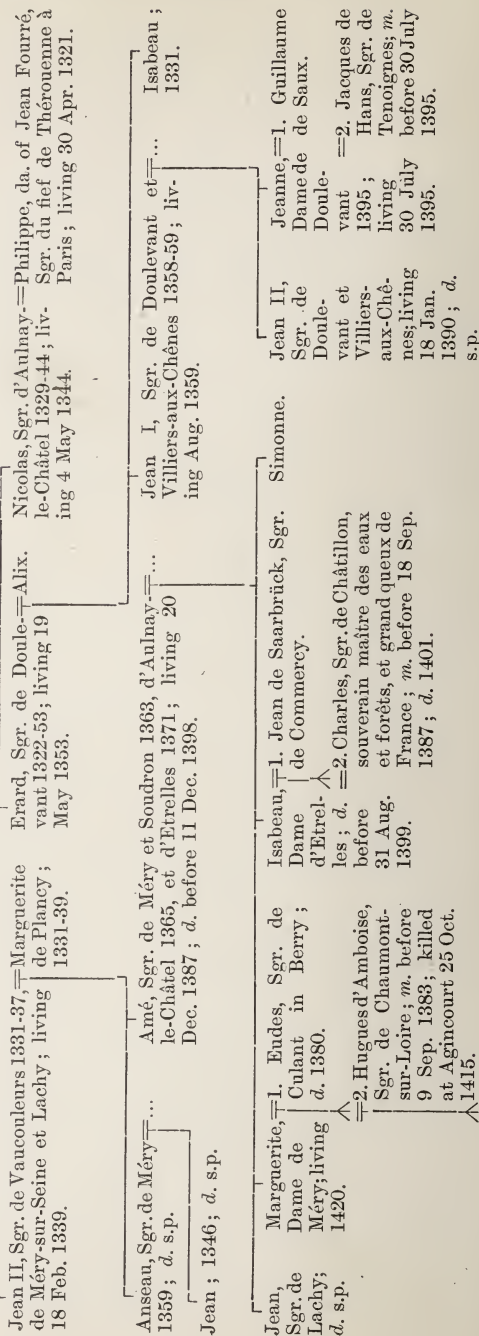 Jean II, Sgr. de Vaucouleurs 1331-37,
de Méry-sur-Seine et Lachy; living
18 Feb. 1339.
=Marguerite
de Plancy;
1331-39.
Erard, Sgr. de Doule-
vant 1322-53; living 19
May 1353.
=Alix.
Nicolas, Sgr. d'Aulnay-
le-Châtel 1329-44; liv-
ing 4 May 1344.
=Philippe, da. of Jean Fourré,
Sgr. du fief de Thérouenne à
Paris; living 30 Apr. 1321.
Anseau, Sgr. de Méry=...
1359; d. s.p.
Amé, Sgr. de Méry et Soudron 1363, d'Aulnay-=...
le-Châtel 1365, et d'Etrelles 1371; living 20
Dec. 1387; d. before 11 Dec. 1398.
Jean I, Sgr. de Doulevant et=...
Villiers-aux-Chênes 1358-59; liv-
ing Aug. 1359.
Isabeau;
1331.
Jean; 1346; d. s.p.
Jean,
Sgr. de
Lachy;
d. s.p.
Marguerite,
Dame de
Méry; living
1420.
=1. Eudes, Sgr. de
Culant in Berry;
d. 1380.
=2. Hugues d'Amboise,
Sgr. de Chaumont-
sur-Loire; m. before
9 Sep. 1383; killed
at Agincourt 25 Oct.
1415.
Isabeau,
Dame
d'Etrel-
les; d.
before
31 Aug.
1399.
=1. Jean de Saarbrück, Sgr.
de Commercy.
=2. Charles, Sgr. de Châtillon,
souverain maître des eaux
et forêts, et grand queux de
France; m. before 18 Sep.
1387; d. 1401.
Simonne.
Jean II,
Sgr. de
Doule-
vant et
Villiers-
aux-Chê-
nes; living
18 Jan.
1390; d.
s.p.
Jeanne,
Dame de
Doule-
vant
1395;
living
30 July
1395.
=1. Guillaume
de Saux.
=2. Jacques de
Hans, Sgr. de
Tenoignes; m.
before 30 July
1395.